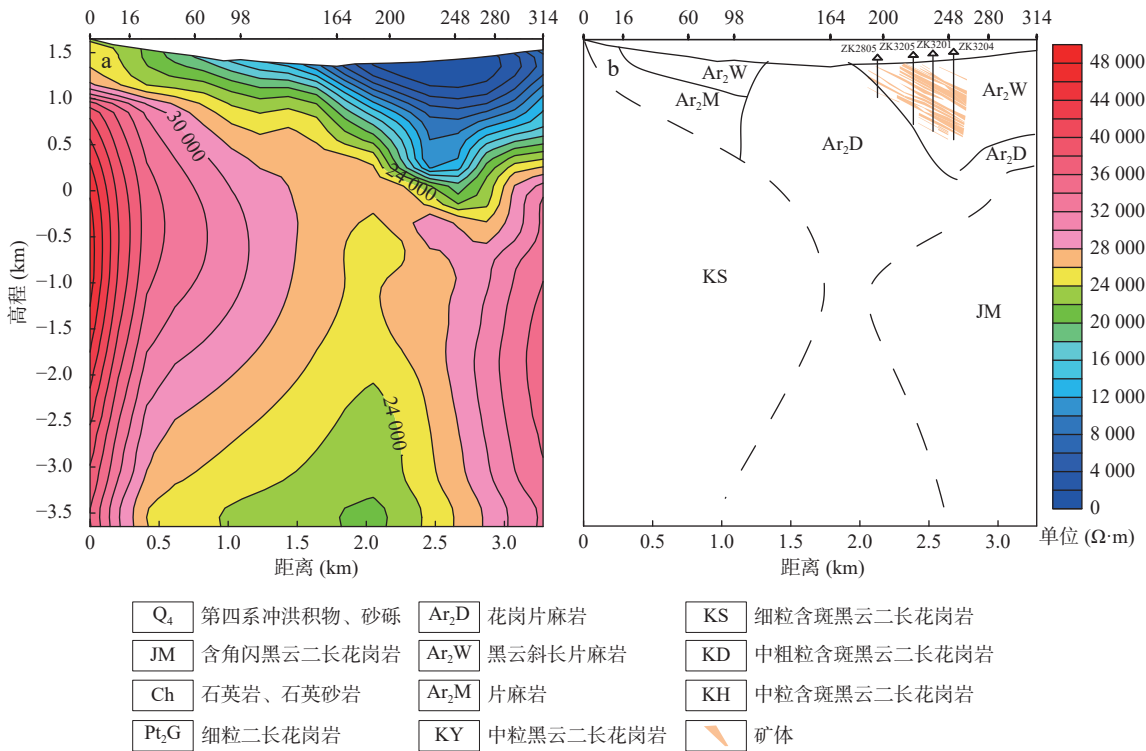 0 16 60 98 164 200 248 280 314
0 16 60 98 164 200 248 280 314
a
1.5
1.0
0.5
0
−0.5
−1.0
−1.5
−2.0
−2.5
−3.0
−3.5
高程 (km)
30 000
24 000
24 000
0 0.5 1.0 1.5 2.0 2.5 3.0
距离 (km)
b
ZK2805 ZK3205 ZK3201 ZK3204
Ar₂W
Ar₂M
Ar₂W
Ar₂D
Ar₂D
KS
JM
0 0.5 1.0 1.5 2.0 2.5 3.0
距离 (km)
48 000
44 000
40 000
36 000
32 000
28 000
24 000
20 000
16 000
12 000
8 000
4 000
0
单位 (Ω·m)
Q₄ 第四系冲洪积物、砂砾 Ar₂D 花岗片麻岩 KS 细粒含斑黑云二长花岗岩
JM 含角闪黑云二长花岗岩 Ar₂W 黑云斜长片麻岩 KD 中粗粒含斑黑云二长花岗岩
Ch 石英岩、石英砂岩 Ar₂M 片麻岩 KH 中粒含斑黑云二长花岗岩
Pt₂G 细粒二长花岗岩 KY 中粒黑云二长花岗岩 矿体